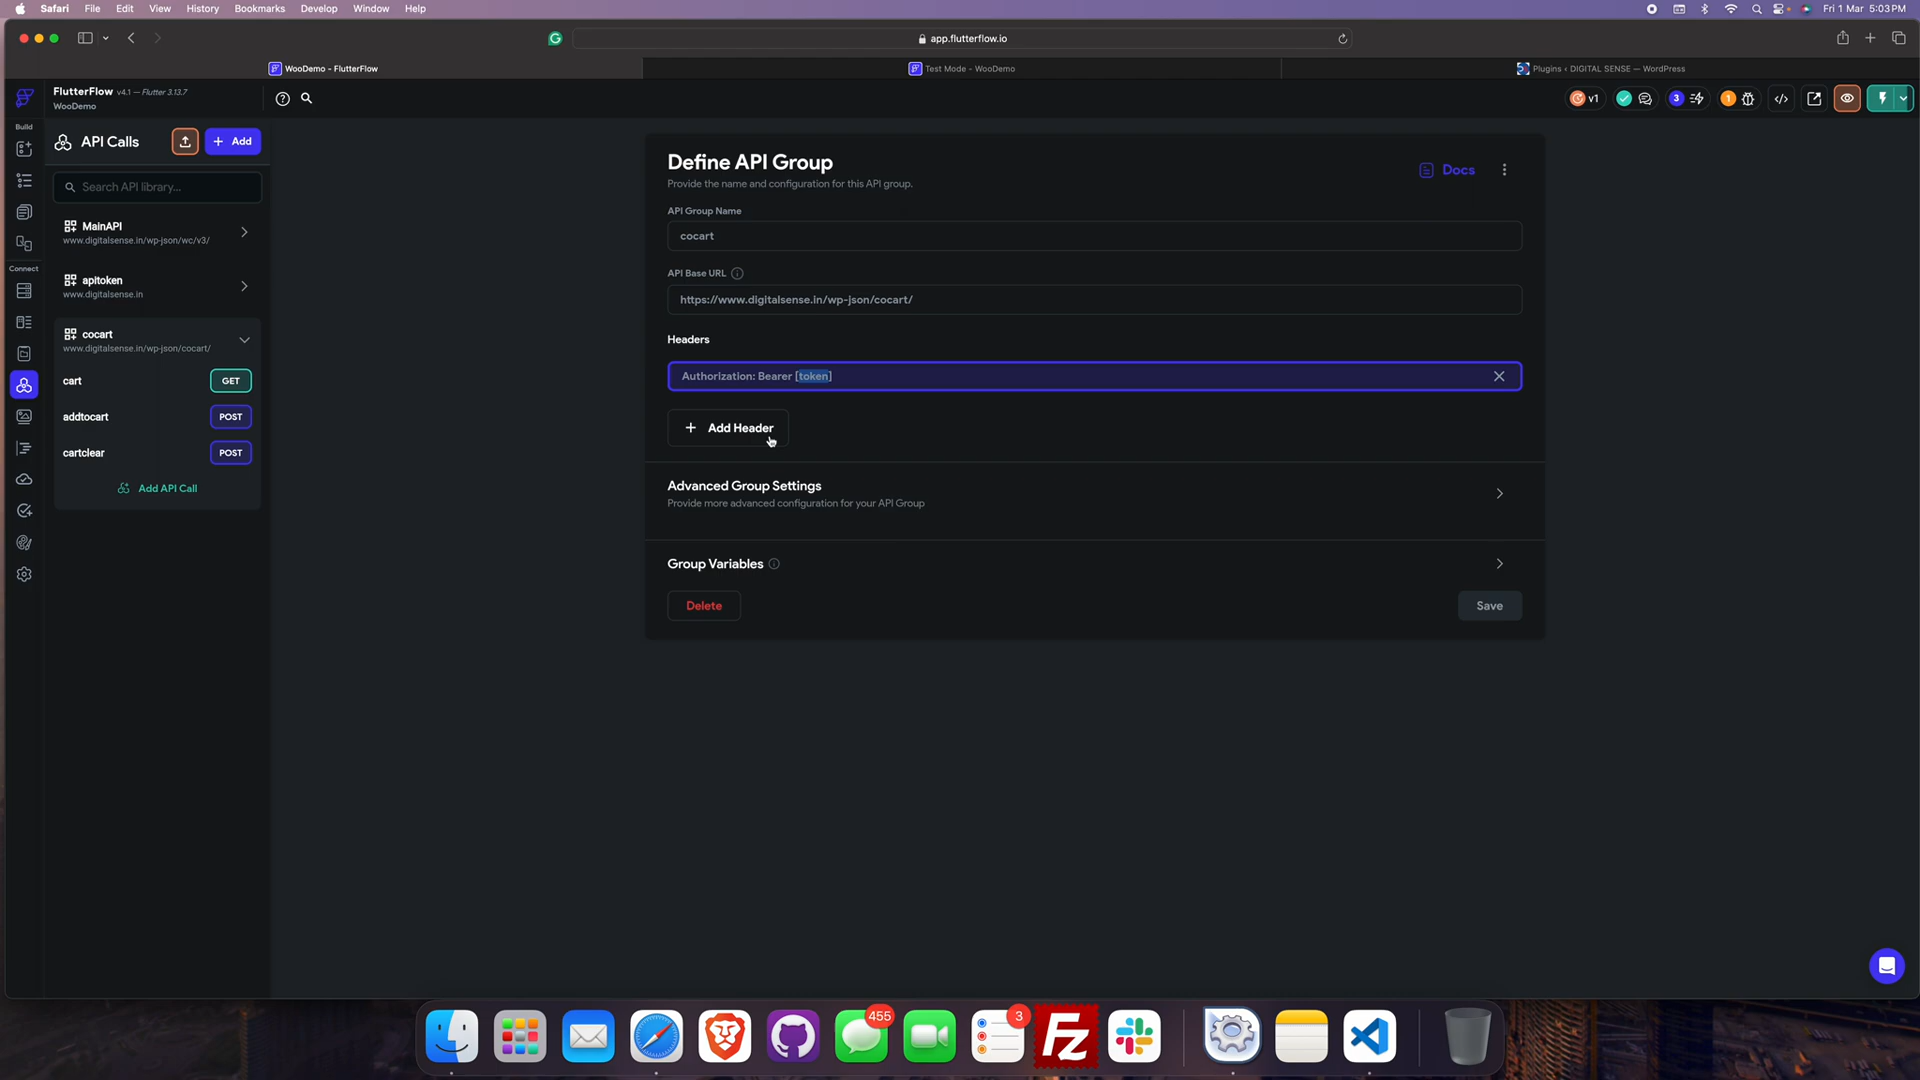 Safari File Edit View History Bookmarks Develop Window Help Fri 1 Mar 5:03 PM
app.flutterflow.io
WooDemo - FlutterFlow
Test Mode - WooDemo
Plugins ‹ DIGITAL SENSE — WordPress
FlutterFlow v4.1 — Flutter 3.13.7
WooDemo
v1
3
1
Build
Connect
API Calls
+ Add
Search API library...
MainAPI
www.digitalsense.in/wp-json/wc/v3/
apitoken
www.digitalsense.in
cocart
www.digitalsense.in/wp-json/cocart/
cart GET
addtocart POST
cartclear POST
Add API Call
Define API Group
Provide the name and configuration for this API group.
Docs
API Group Name
cocart
API Base URL
https://www.digitalsense.in/wp-json/cocart/
Headers
Authorization: Bearer [token]
+ Add Header
Advanced Group Settings
Provide more advanced configuration for your API Group
Group Variables
Delete
Save
455
3
Fz